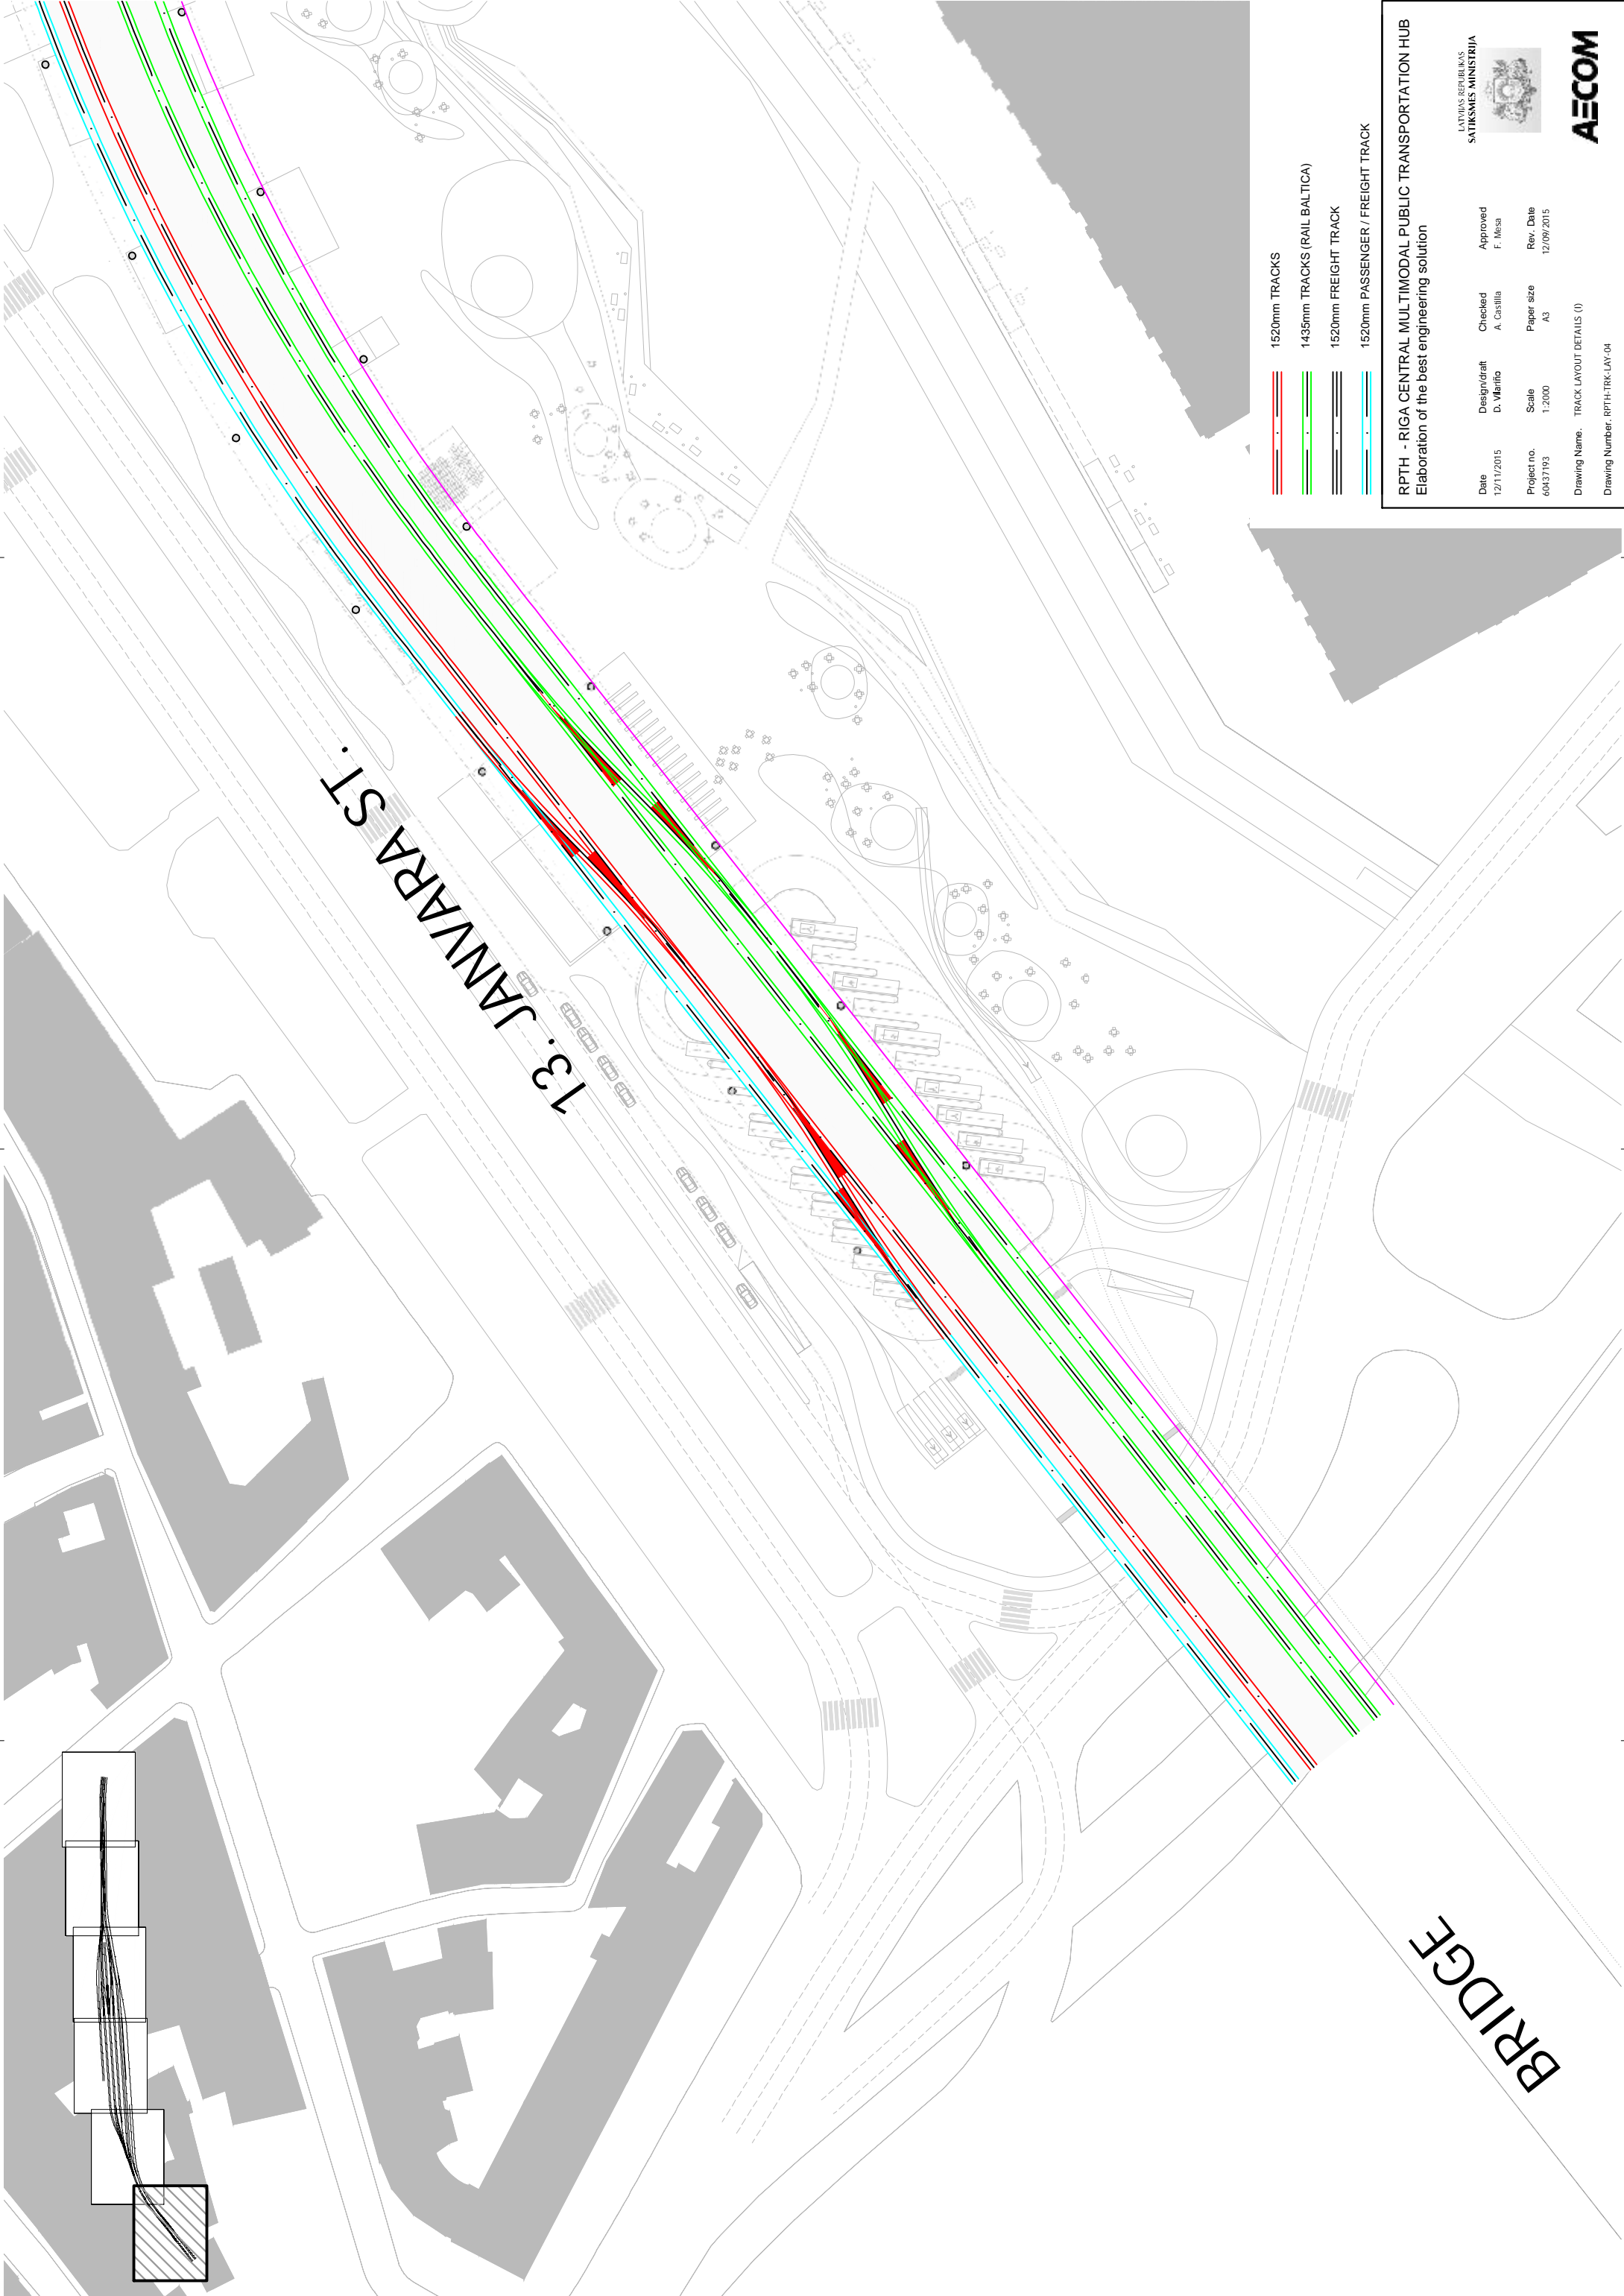 13. JANVARA ST.
BRIDGE
1520mm TRACKS
1435mm TRACKS (RAIL BALTICA)
1520mm FREIGHT TRACK
1520mm PASSENGER / FREIGHT TRACK
RPTH - RIGA CENTRAL MULTIMODAL PUBLIC TRANSPORTATION HUB
Elaboration of the best engineering solution
LATVIJAS REPUBLIKAS
SATIKSMES MINISTRIJA
Date Design/draft Checked Approved
12/11/2015 D. Vilariño A. Castilla F. Mesa
Project no. Scale Paper size Rev. Date
60437193 1:2000 A3 12/09/2015
Drawing Name. TRACK LAYOUT DETAILS (I)
Drawing Number. RPTH-TRK-LAY-04
AECOM